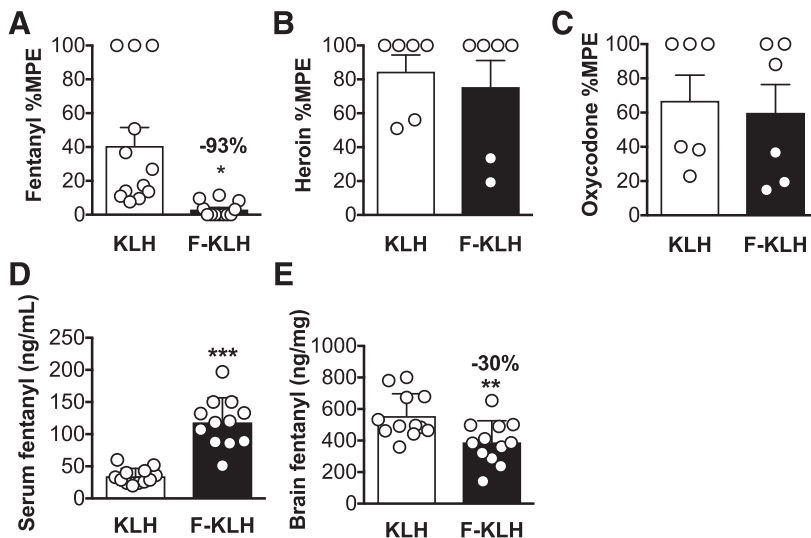 A
Fentanyl %MPE
100
80
60
40
20
0
-93%
*
KLH
F-KLH
B
Heroin %MPE
100
80
60
40
20
0
KLH
F-KLH
C
Oxycodone %MPE
100
80
60
40
20
0
KLH
F-KLH
D
Serum fentanyl (ng/mL)
250
200
150
100
50
0
***
KLH
F-KLH
E
Brain fentanyl (ng/mg)
1000
800
600
400
200
0
-30%
**
KLH
F-KLH